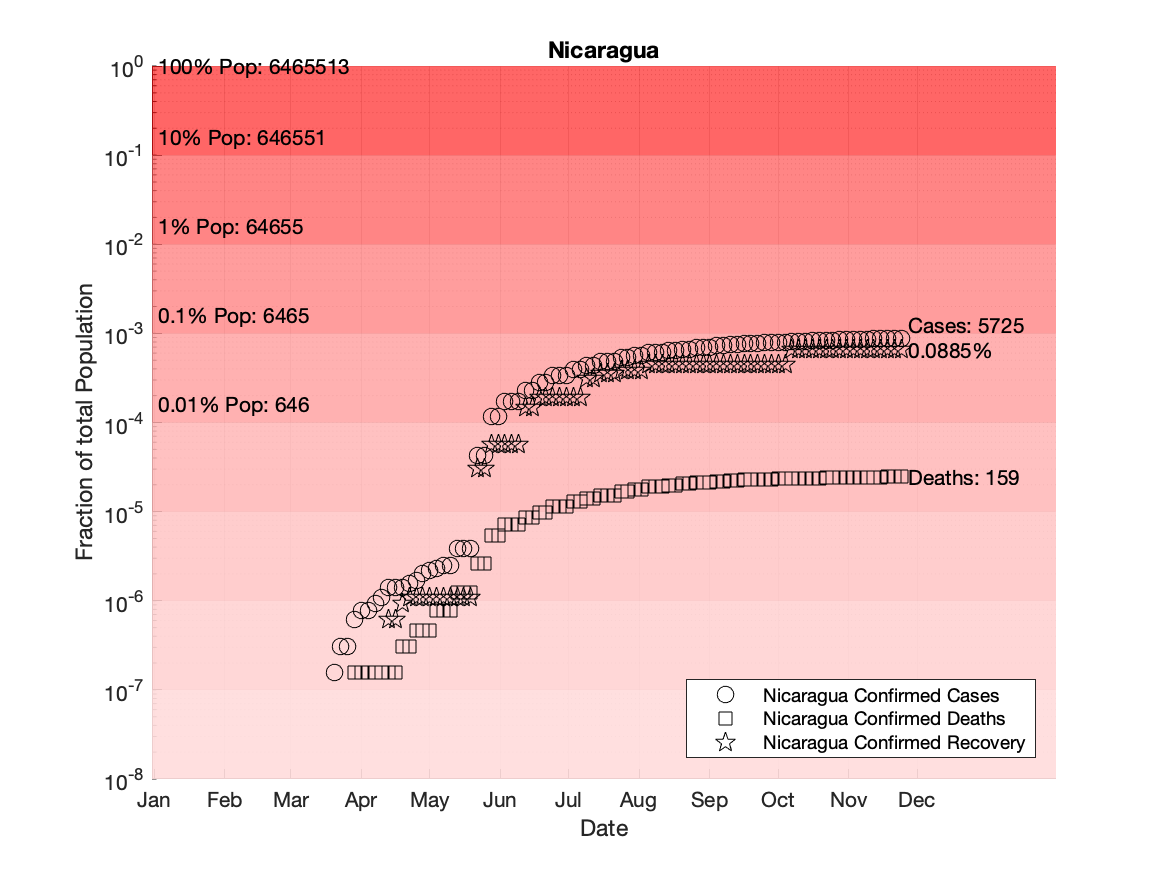 Nicaragua
10^0
100% Pop: 6465513
10% Pop: 646551
10^-1
1% Pop: 64655
10^-2
0.1% Pop: 6465
10^-3
Cases: 5725
0.0885%
0.01% Pop: 646
10^-4
Deaths: 159
10^-5
10^-6
10^-7
10^-8
Fraction of total Population
Nicaragua Confirmed Cases
Nicaragua Confirmed Deaths
Nicaragua Confirmed Recovery
Jan Feb Mar Apr May Jun Jul Aug Sep Oct Nov Dec
Date